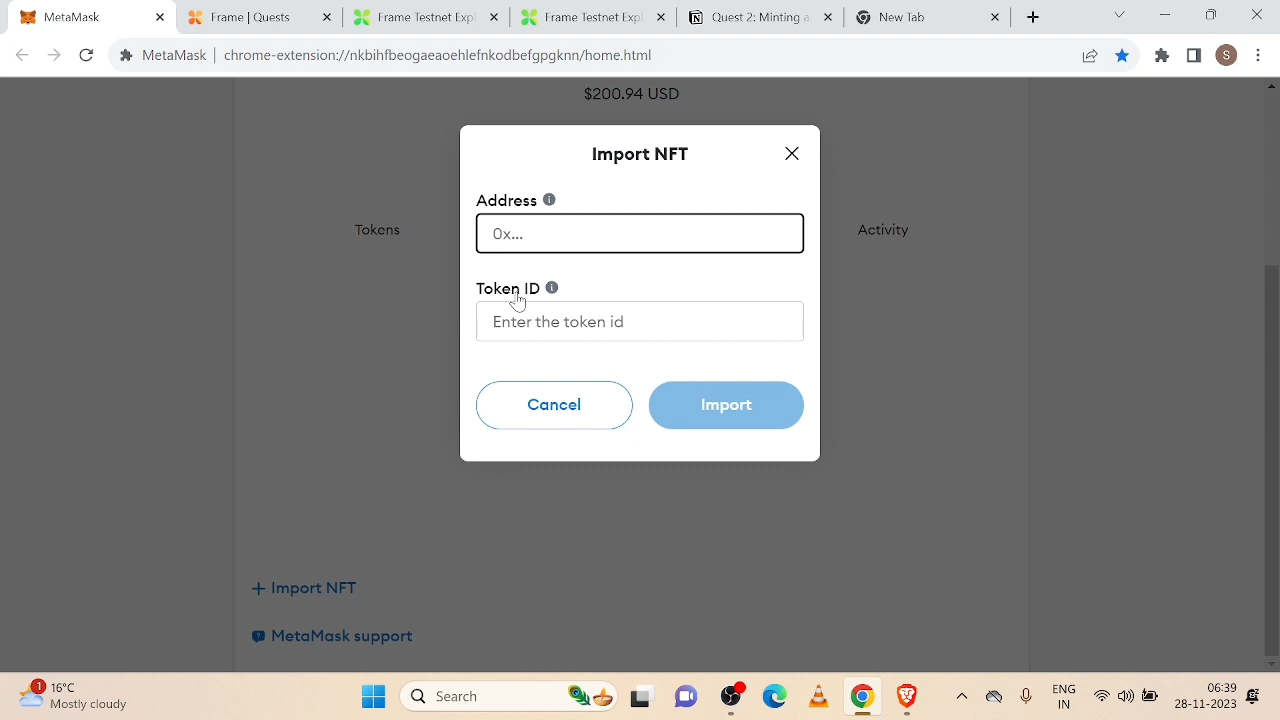 MetaMask
Frame | Quests
Frame Testnet Exp
Frame Testnet Exp
Quest 2: Minting a
New Tab
MetaMask
chrome-extension://nkbihfbeogaeaoehlefnkodbefgpgknn/home.html
S
$200.94 USD
Import NFT
Address
0x...
Tokens
Activity
Token ID
Enter the token id
Cancel
Import
+ Import NFT
MetaMask support
1
16°C
Mostly cloudy
Search
ENG
IN
06:39
28-11-2023